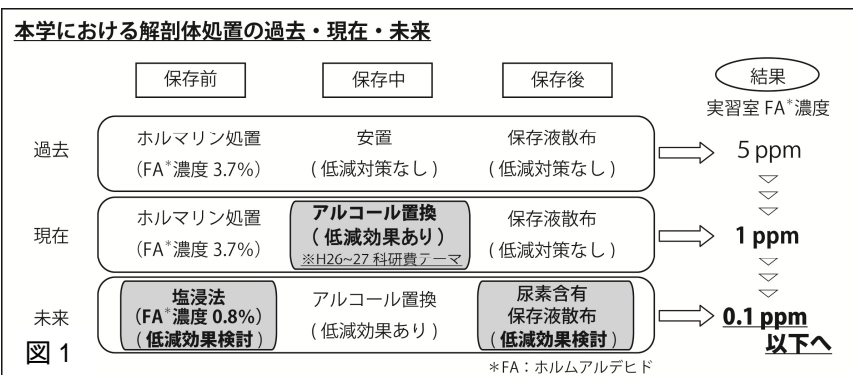 本学における解剖体処置の過去・現在・未来
保存前 保存中 保存後 結果
実習室 FA*濃度
過去
ホルマリン処置 安置 保存液散布
(FA*濃度 3.7%) (低減対策なし) (低減対策なし)
5 ppm
現在
ホルマリン処置 アルコール置換 保存液散布
(FA*濃度 3.7%) (低減効果あり) (低減対策なし)
※H26~27 科研費テーマ
1 ppm
未来
塩浸法 アルコール置換 尿素含有
(FA*濃度 0.8%) (低減効果あり) 保存液散布
(低減効果検討) (低減効果検討)
0.1 ppm
以下へ
図 1
*FA:ホルムアルデヒド